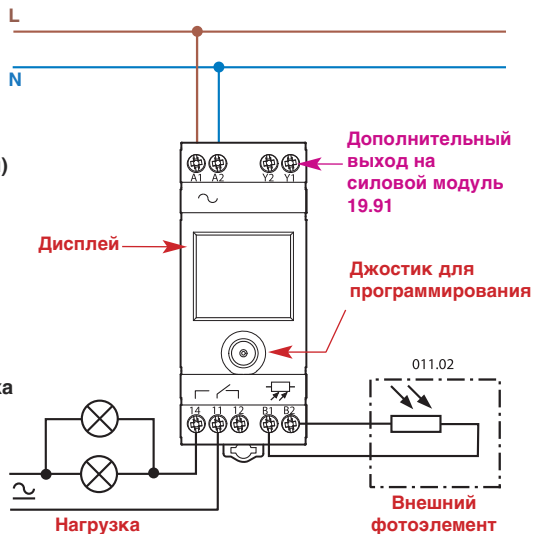 L
N
)
Дополнительный
выход на
силовой модуль
19.91
A1 A2 Y2 Y1
Дисплей
Джостик для
программирования
ка
011.02
14 11 12 B1 B2
Нагрузка
Внешний
фотоэлемент